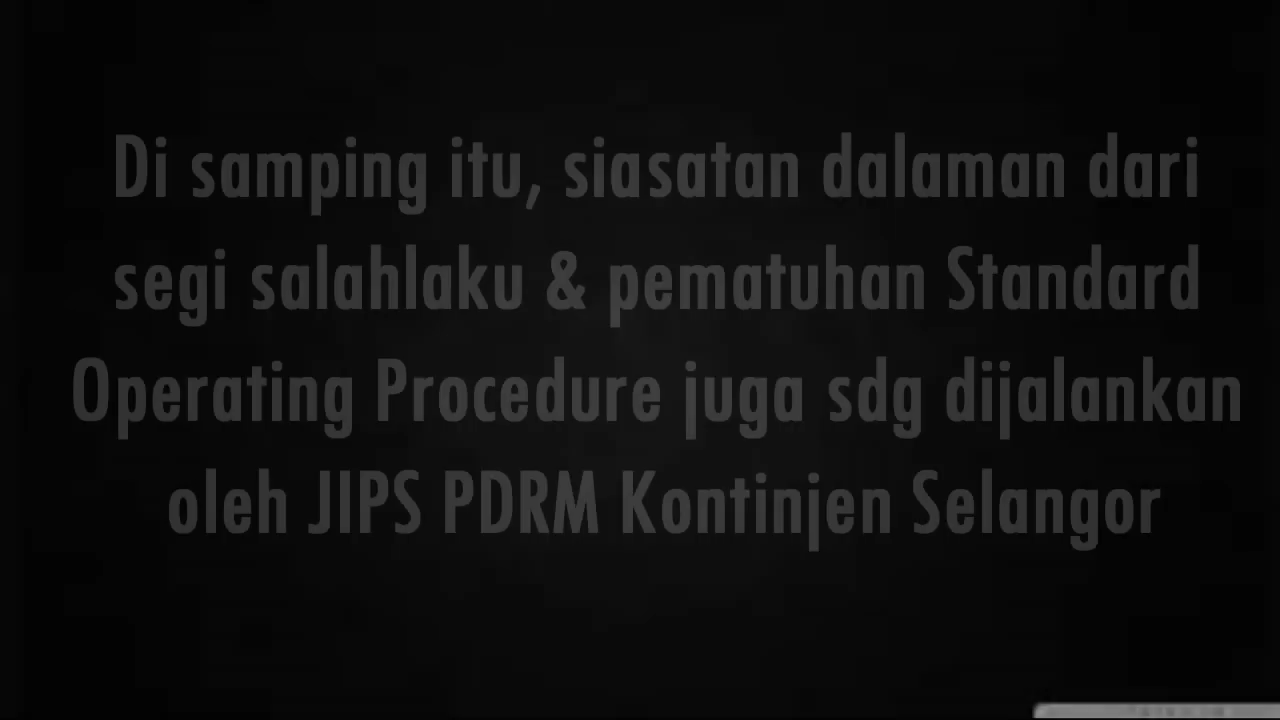 Di samping itu, siasatan dalaman dari
segi salahlaku & pematuhan Standard
Operating Procedure juga sdg dijalankan
oleh JIPS PDRM Kontinjen Selangor